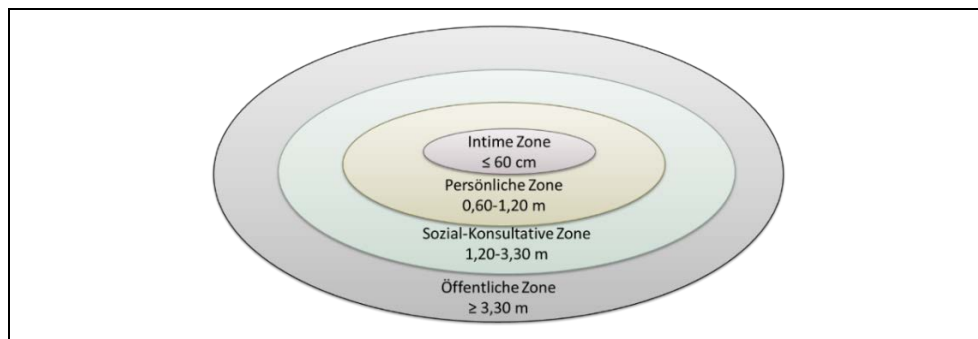 Intime Zone
≤ 60 cm
Persönliche Zone
0,60-1,20 m
Sozial-Konsultative Zone
1,20-3,30 m
Öffentliche Zone
≥ 3,30 m